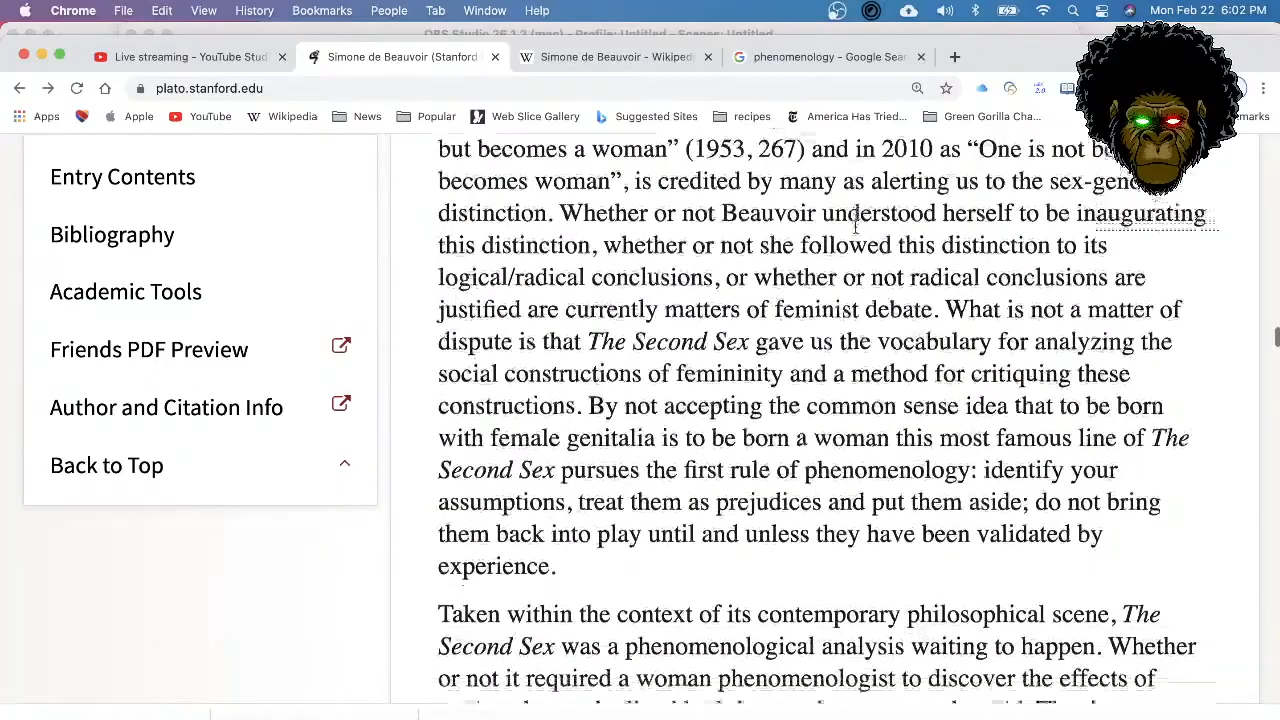 Chrome File Edit View History Bookmarks People Tab Window Help Mon Feb 22 6:02 PM
OBS Studio 26.1.2 (mac) - Profile: Untitled - Scenes: Untitled
Live streaming - YouTube Stud Simone de Beauvoir (Stanford Simone de Beauvoir - Wikiped phenomenology - Google Sear
plato.stanford.edu
Apps Apple YouTube Wikipedia News Popular Web Slice Gallery Suggested Sites recipes America Has Tried... Green Gorilla Cha...
Entry Contents
Bibliography
Academic Tools
Friends PDF Preview
Author and Citation Info
Back to Top
but becomes a woman” (1953, 267) and in 2010 as “One is not
becomes woman”, is credited by many as alerting us to the
distinction. Whether or not Beauvoir understood herself to be inaugurating
this distinction, whether or not she followed this distinction to its
logical/radical conclusions, or whether or not radical conclusions are
justified are currently matters of feminist debate. What is not a matter of
dispute is that The Second Sex gave us the vocabulary for analyzing the
social constructions of femininity and a method for critiquing these
constructions. By not accepting the common sense idea that to be born
with female genitalia is to be born a woman this most famous line of The
Second Sex pursues the first rule of phenomenology: identify your
assumptions, treat them as prejudices and put them aside; do not bring
them back into play until and unless they have been validated by
experience.
Taken within the context of its contemporary philosophical scene, The
Second Sex was a phenomenological analysis waiting to happen. Whether
or not it required a woman phenomenologist to discover the effects of